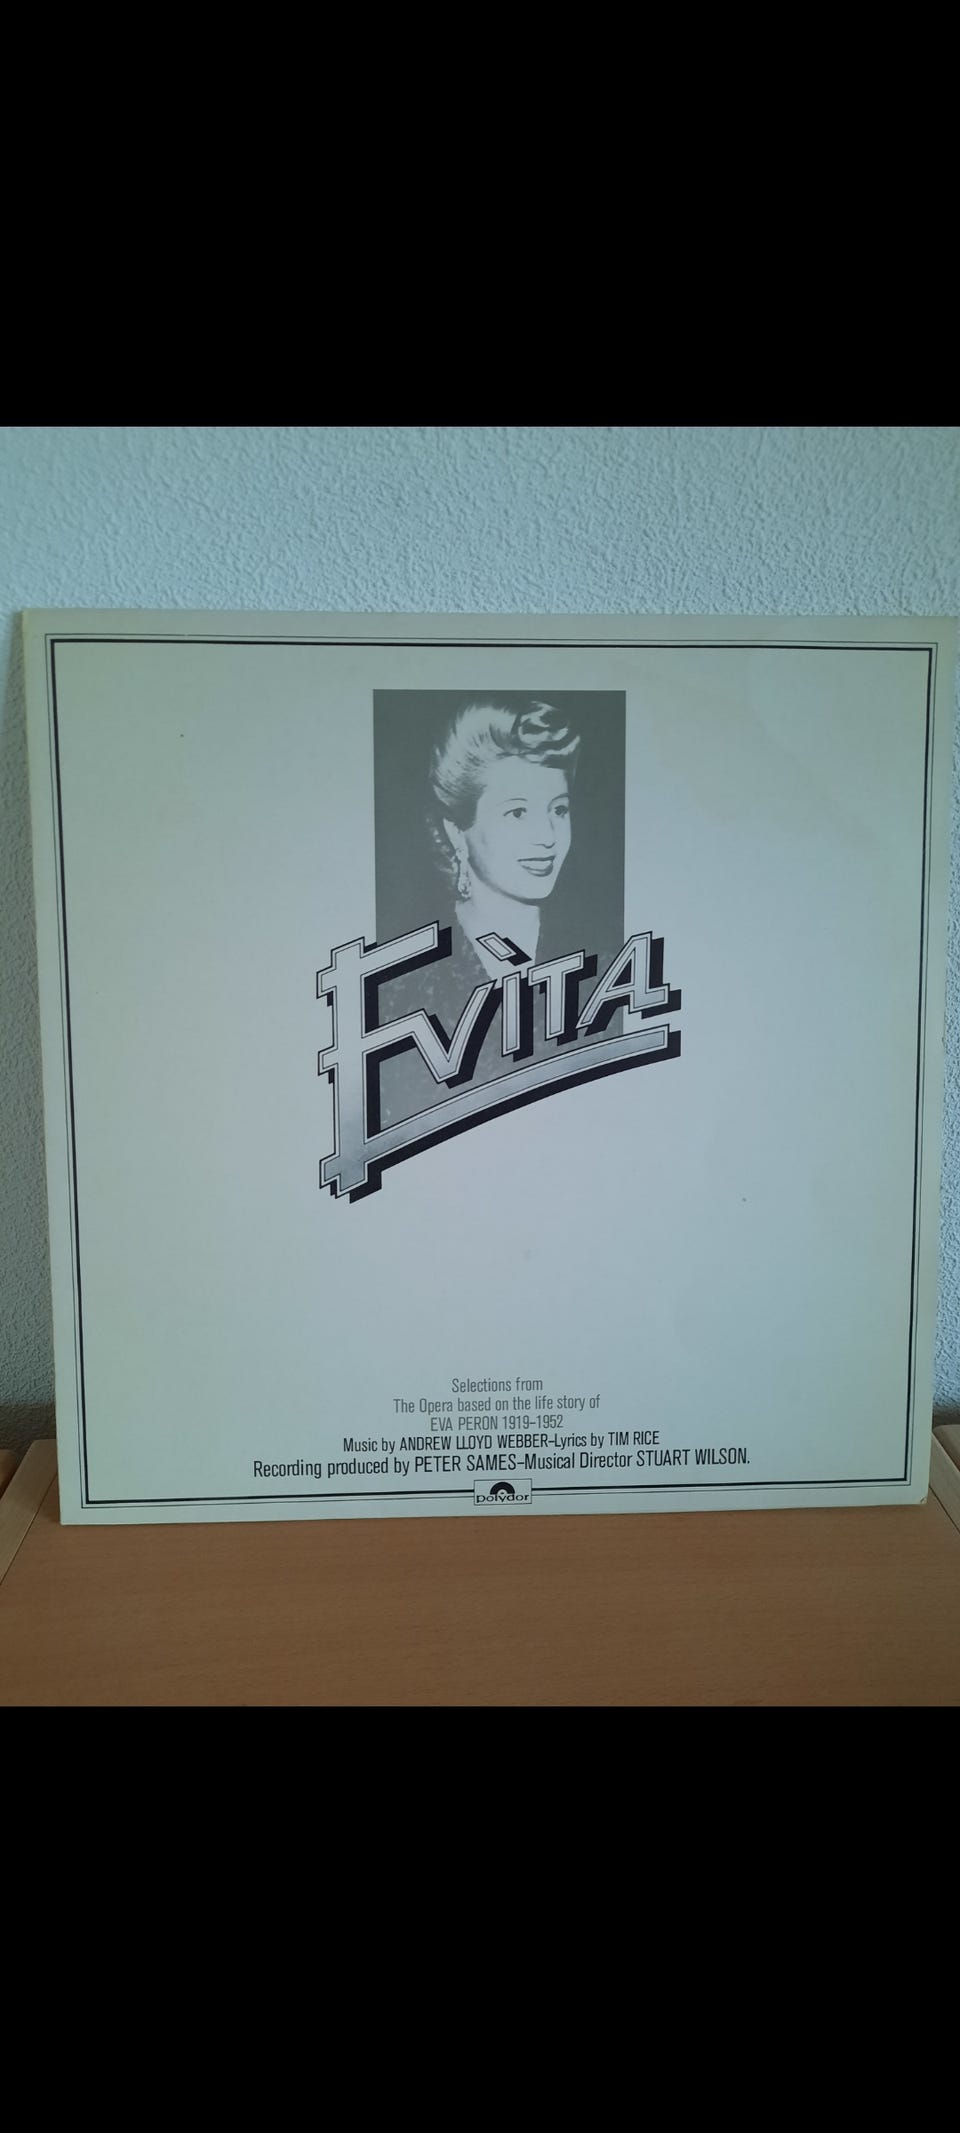 EVITA
Selections from
The Opera based on the life story of
EVA PERON 1919–1952
Music by ANDREW LLOYD WEBBER–Lyrics by TIM RICE
Recording produced by PETER SAMES–Musical Director STUART WILSON.
polydor